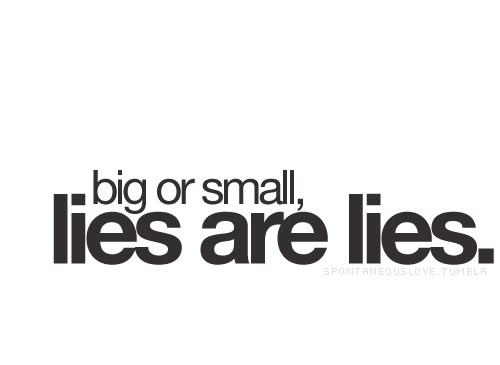 big or small,
lies are lies.
SPONTANEOUSLOVE.TUMBLR